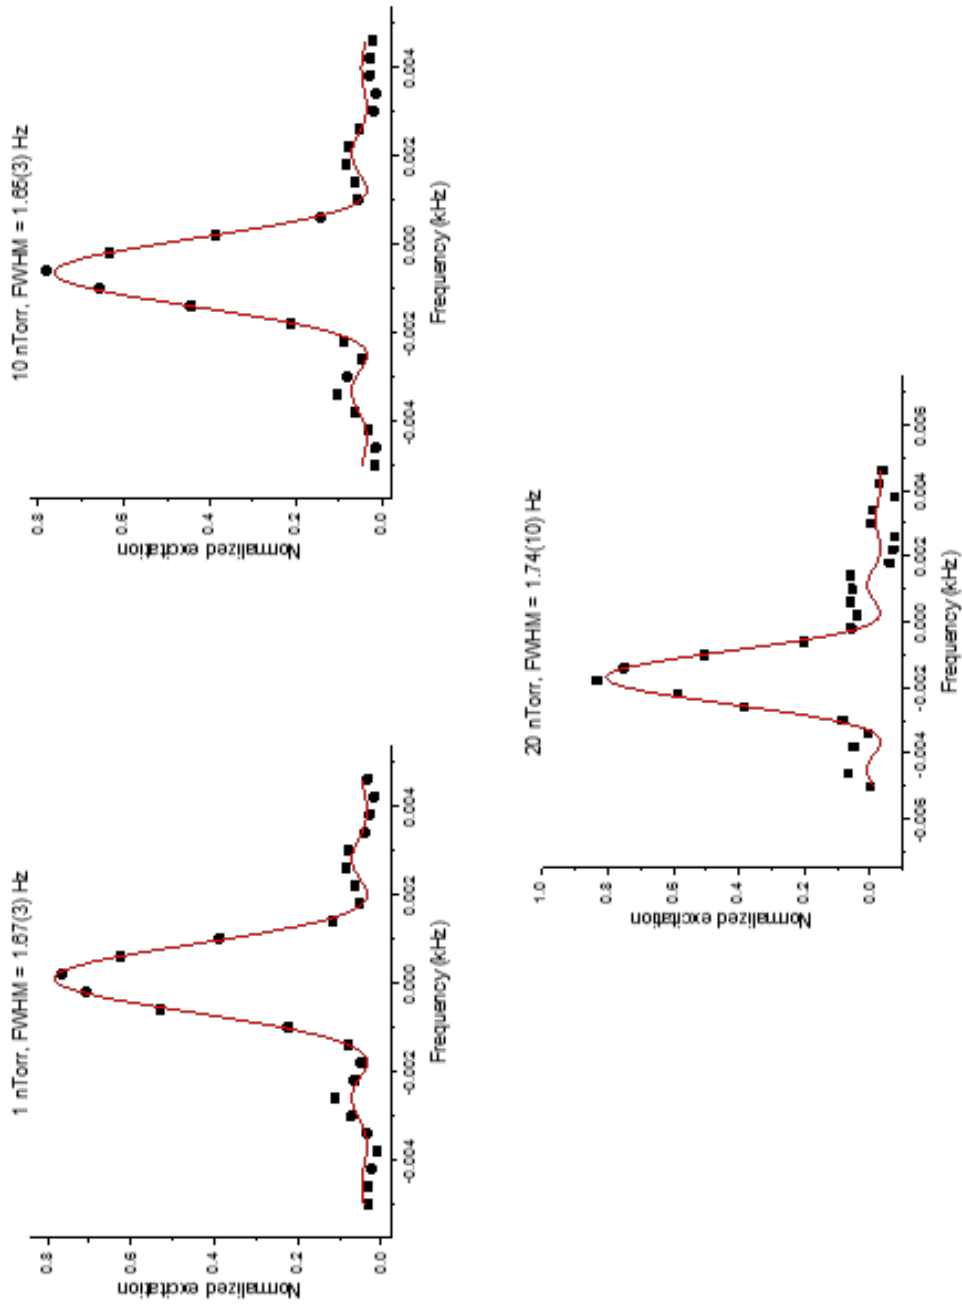 1 nTorr, FWHM = 1.67(3) Hz
Normalized excitation
0.8
0.6
0.4
0.2
0.0
-0.004 -0.002 0.000 0.002 0.004
Frequency (kHz)
10 nTorr, FWHM = 1.65(3) Hz
Normalized excitation
0.8
0.6
0.4
0.2
0.0
-0.004 -0.002 0.000 0.002 0.004
Frequency (kHz)
20 nTorr, FWHM = 1.74(10) Hz
Normalized excitation
1.0
0.8
0.6
0.4
0.2
0.0
-0.006 -0.004 -0.002 0.000 0.002 0.004 0.006
Frequency (kHz)